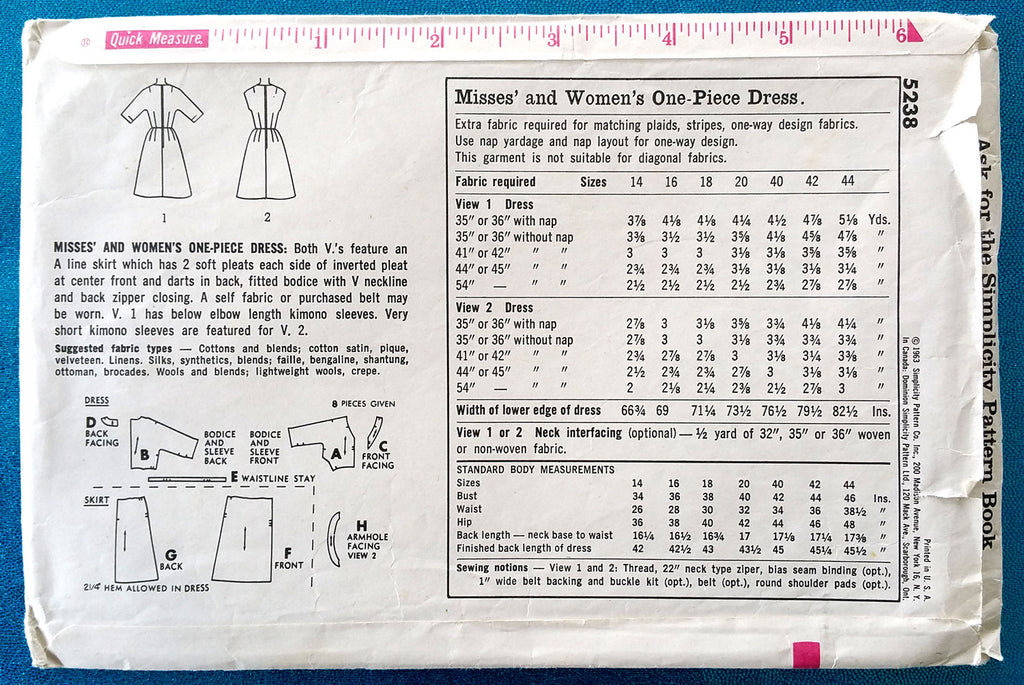 Quick Measure 1 2 3 4 5 6
1 2
MISSES' AND WOMEN'S ONE-PIECE DRESS: Both V.'s feature an
A line skirt which has 2 soft pleats each side of inverted pleat
at center front and darts in back, fitted bodice with V neckline
and back zipper closing. A self fabric or purchased belt may
be worn. V. 1 has below elbow length kimono sleeves. Very
short kimono sleeves are featured for V. 2.
Suggested fabric types — Cottons and blends; cotton satin, pique,
velveteen. Linens. Silks, synthetics, blends; faille, bengaline, shantung,
ottoman, brocades. Wools and blends; lightweight wools, crepe.
DRESS
8 PIECES GIVEN
D
BACK
FACING
B
BODICE
AND
SLEEVE
BACK
BODICE
AND
SLEEVE
FRONT
A
C
FRONT
FACING
E WAISTLINE STAY
SKIRT
G
BACK
F
FRONT
H
ARMHOLE
FACING
VIEW 2
2¼" HEM ALLOWED IN DRESS
Misses' and Women's One-Piece Dress.
Extra fabric required for matching plaids, stripes, one-way design fabrics.
Use nap yardage and nap layout for one-way design.
This garment is not suitable for diagonal fabrics.
Fabric required Sizes 14 16 18 20 40 42 44
View 1 Dress
35" or 36" with nap 3⅞ 4⅛ 4⅛ 4¼ 4½ 4⅞ 5⅛ Yds.
35" or 36" without nap 3⅜ 3½ 3½ 3⅝ 4⅛ 4⅝ 4⅞ "
41" or 42" " " 3 3 3 3⅛ 3⅛ 3⅜ 3⅝ "
44" or 45" " " 2¾ 2¾ 2¾ 3⅛ 3⅛ 3⅛ 3¼ "
54" — " " 2½ 2½ 2½ 2½ 2¾ 2⅞ 2⅞ "
View 2 Dress
35" or 36" with nap 2⅞ 3 3⅛ 3⅝ 3¾ 4⅛ 4¼ "
35" or 36" without nap 2⅞ 3 3 3⅛ 3¾ 3¾ 3¾ "
41" or 42" " " 2¾ 2⅞ 2⅞ 3 3⅛ 3¼ 3⅜ "
44" or 45" " " 2½ 2¾ 2¾ 2⅞ 3 3⅛ 3⅛ "
54" — " " 2 2⅛ 2¼ 2⅜ 2½ 2⅞ 3 "
Width of lower edge of dress 66¾ 69 71¼ 73½ 76½ 79½ 82½ Ins.
View 1 or 2 Neck interfacing (optional) — ½ yard of 32", 35" or 36" woven
or non-woven fabric.
STANDARD BODY MEASUREMENTS
Sizes 14 16 18 20 40 42 44
Bust 34 36 38 40 42 44 46 Ins.
Waist 26 28 30 32 34 36 38½ "
Hip 36 38 40 42 44 46 48 "
Back length — neck base to waist 16¼ 16½ 16¾ 17 17⅛ 17¼ 17⅜ "
Finished back length of dress 42 42½ 43 43½ 45 45¼ 45½ "
Sewing notions — View 1 and 2: Thread, 22" neck type ziper, bias seam binding (opt.),
1" wide belt backing and buckle kit (opt.), belt (opt.), round shoulder pads (opt.).
5238
© 1963 Simplicity Pattern Co. Inc., 200 Madison Avenue, New York 16, N. Y.
In Canada: Dominion Simplicity Pattern Ltd., 120 Mack Ave., Scarborough, Ont.
Printed in U. S. A.
Ask for the Simplicity Pattern Book